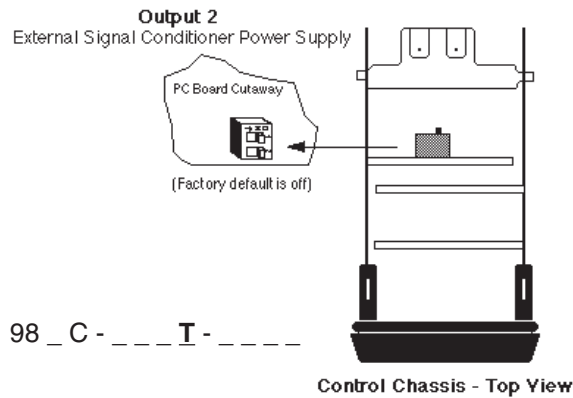 Output 2
External Signal Conditioner Power Supply
PC Board Cutaway
(Factory default is off)
98 _ C - _ _ _ T - _ _ _ _
Control Chassis - Top View